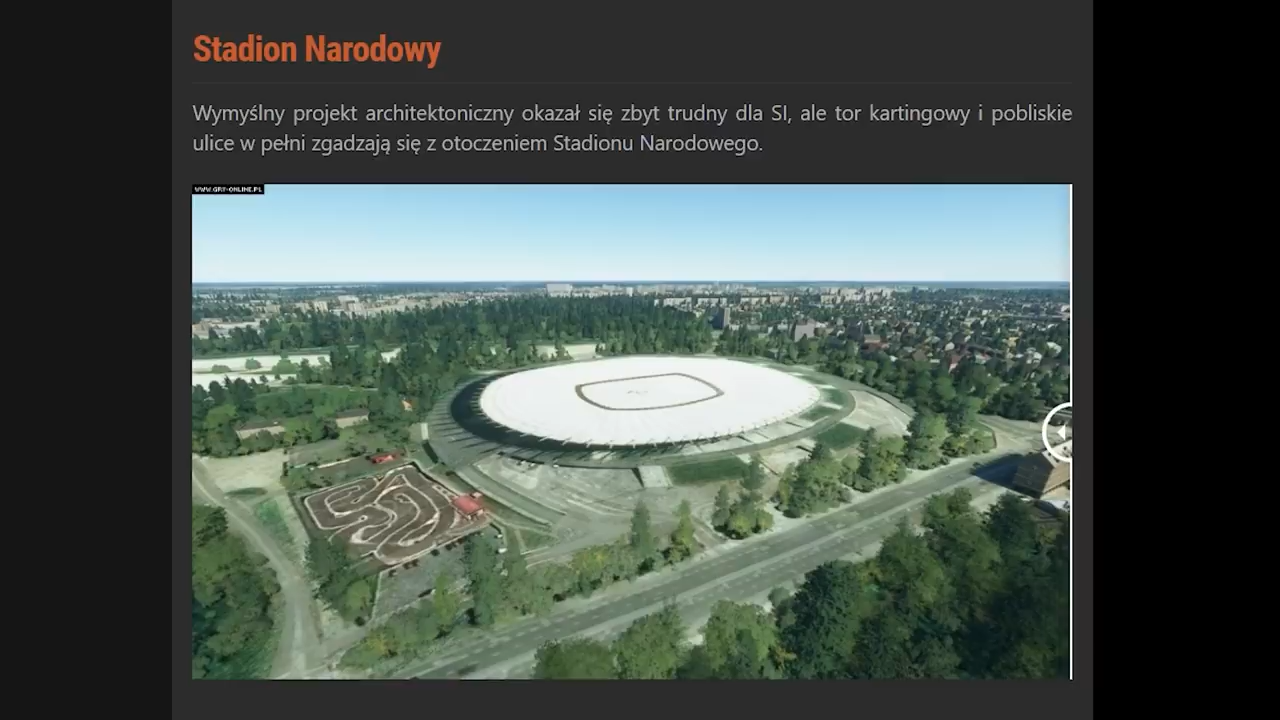 Stadion Narodowy
Wymyślny projekt architektoniczny okazał się zbyt trudny dla SI, ale tor kartingowy i pobliskie
ulice w pełni zgadzają się z otoczeniem Stadionu Narodowego.
WWW.GRY-ONLINE.PL